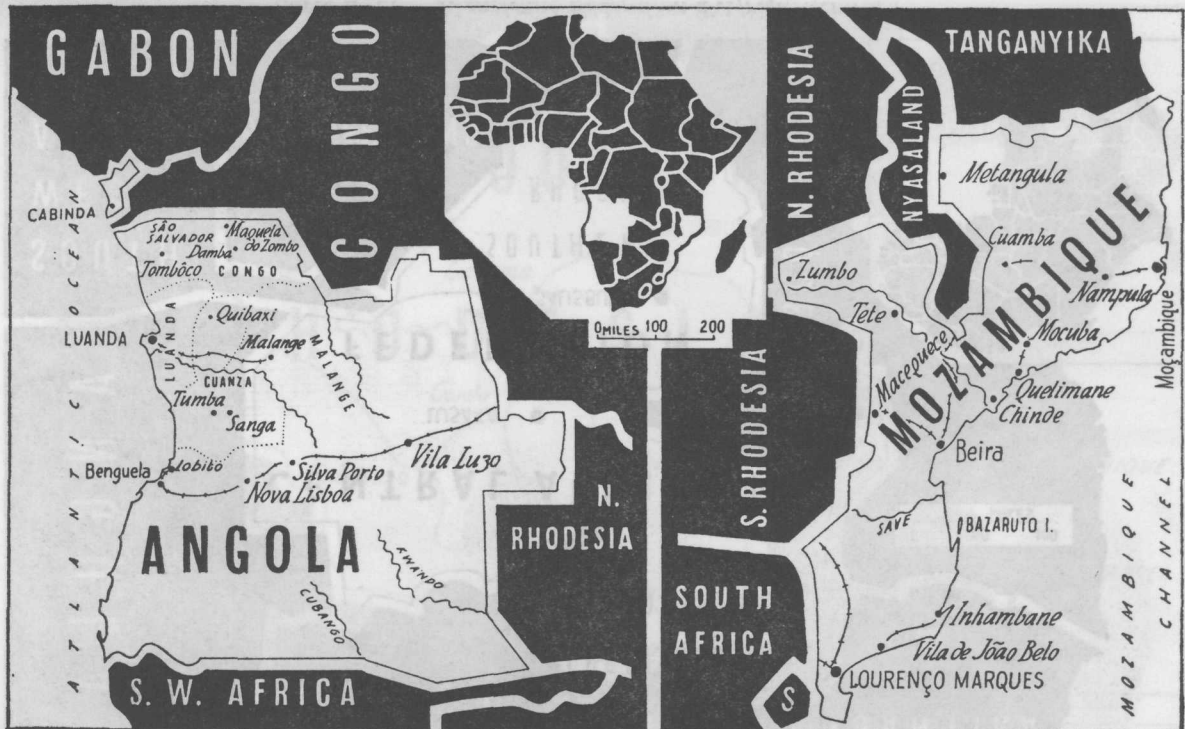 GABON
CONGO
CABINDA
ATLANTIC OCEAN
SÃO
SALVADOR
Maquela
do Zombo
Damba
Tombôco
CONGO
LUANDA
LUANDA
Quibaxi
Malange
MALANGE
CUANZA
Tumba
Sanga
Benguela
Lobito
Silva Porto
Nova Lisboa
Vila Luzo
ANGOLA
N.
RHODESIA
KWANDO
CUBANGO
S. W. AFRICA
0 MILES 100 200
N. RHODESIA
NYASALAND
TANGANYIKA
Metangula
Cuamba
MOZAMBIQUE
Zumbo
Tete
Nampula
Moçambique
Mocuba
Macequece
Quelimane
Chinde
Beira
S. RHODESIA
SAVE
BAZARUTO I.
SOUTH
AFRICA
Inhambane
Vila de Jõao Belo
LOURENÇO MARQUES
S
MOZAMBIQUE
CHANNEL